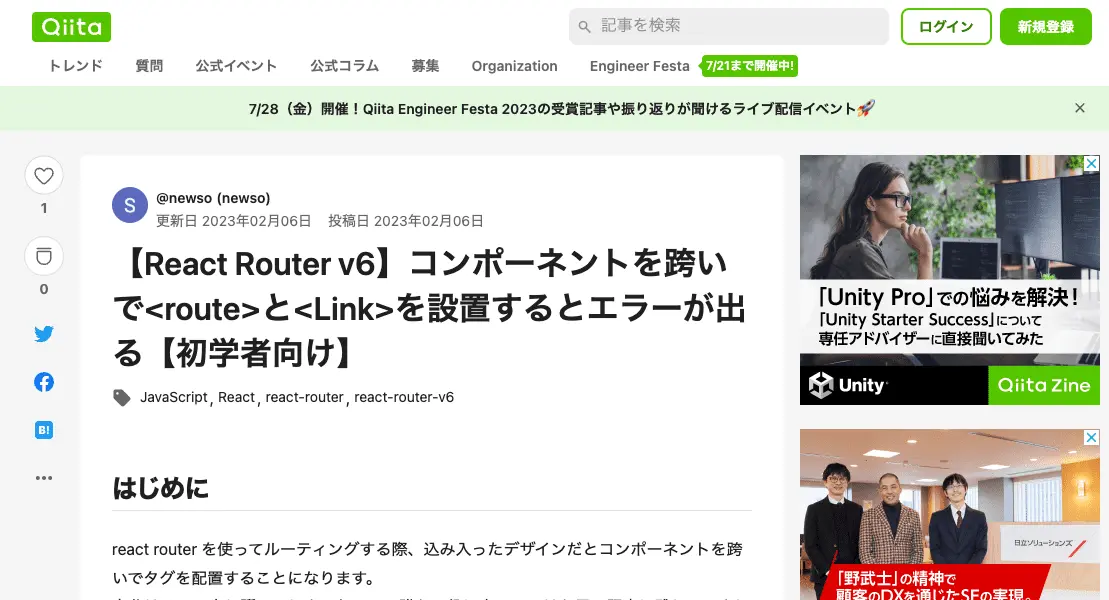 Qiita
記事を検索
ログイン
新規登録
トレンド 質問 公式イベント 公式コラム 募集 Organization Engineer Festa 7/21まで開催中!
7/28（金）開催！Qiita Engineer Festa 2023の受賞記事や振り返りが聞けるライブ配信イベント🚀
1
0
B!
S
@newso (newso)
更新日 2023年02月06日 投稿日 2023年02月06日
【React Router v6】コンポーネントを跨い
で<route>と<Link>を設置するとエラーが出
る【初学者向け】
JavaScript, React, react-router, react-router-v6
はじめに
react router を使ってルーティングする際、込み入ったデザインだとコンポーネントを跨
いでタグを配置することになります。
「Unity Pro」での悩みを解決！
「Unity Starter Success」について
専任アドバイザーに直接聞いてみた
Unity
Qiita Zine
日立ソリューションズ
「野武士」の精神で
顧客のDXを通じたSEの実現。